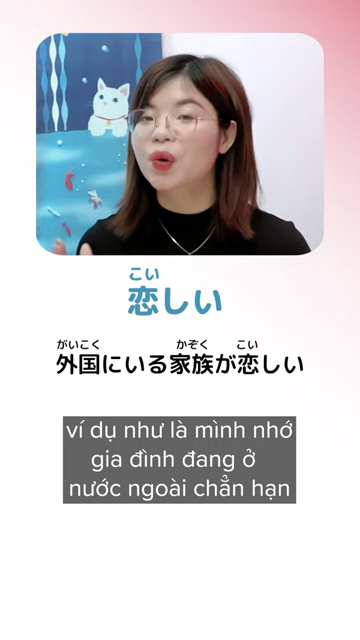 こい
恋しい
がいこく かぞく こい
外国にいる家族が恋しい
ví dụ như là mình nhớ
gia đình đang ở
nước ngoài chẳng hạn